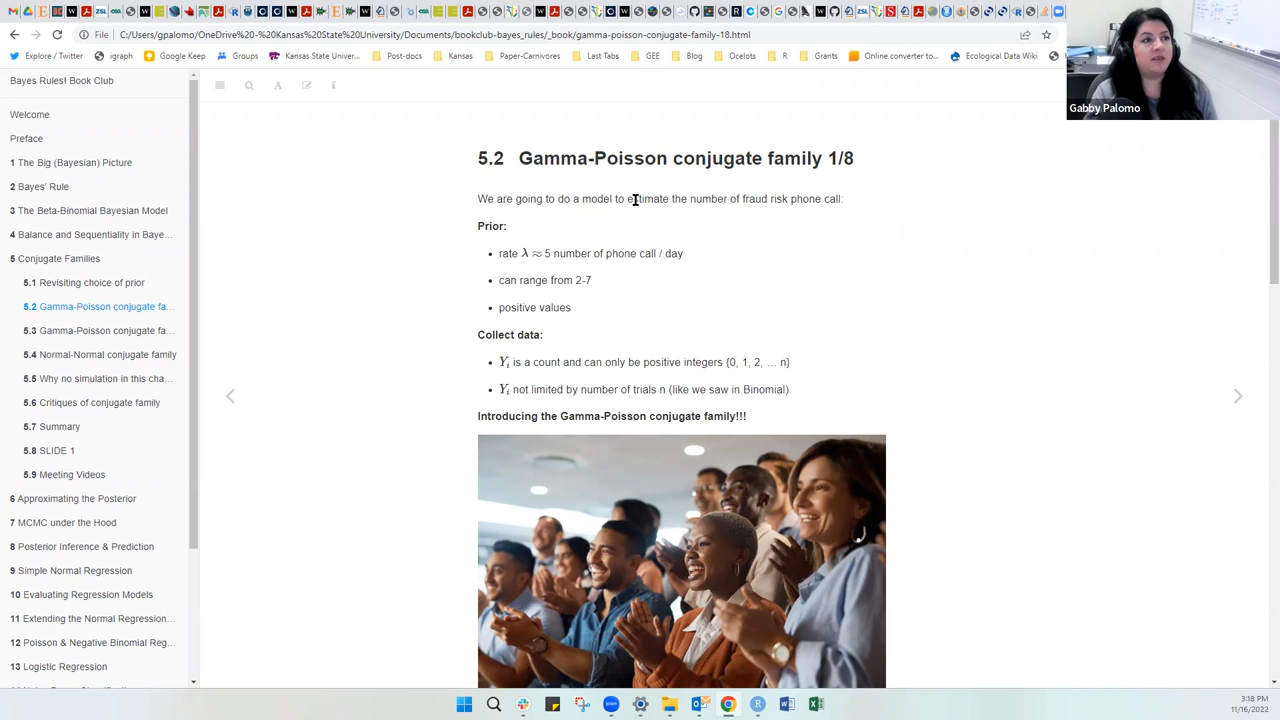 File | C:/Users/gpalomo/OneDrive%20-%20Kansas%20State%20University/Documents/bookclub-bayes_rules/_book/gamma-poisson-conjugate-family-18.html
Explore / Twitter
igraph
Google Keep
Groups
Kansas State Univer...
Post-docs
Kansas
Paper-Carnivores
Last Tabs
GEE
Blog
Ocelots
R
Grants
Online converter to...
Ecological Data Wiki
Gabby Palomo
Bayes Rules! Book Club
Welcome
Preface
1 The Big (Bayesian) Picture
2 Bayes' Rule
3 The Beta-Binomial Bayesian Model
4 Balance and Sequentiality in Baye...
5 Conjugate Families
5.1 Revisiting choice of prior
5.2 Gamma-Poisson conjugate fa...
5.3 Gamma-Poisson conjugate fa...
5.4 Normal-Normal conjugate family
5.5 Why no simulation in this cha...
5.6 Critiques of conjugate family
5.7 Summary
5.8 SLIDE 1
5.9 Meeting Videos
6 Approximating the Posterior
7 MCMC under the Hood
8 Posterior Inference & Prediction
9 Simple Normal Regression
10 Evaluating Regression Models
11 Extending the Normal Regression...
12 Poisson & Negative Binomial Reg...
13 Logistic Regression
5.2 Gamma-Poisson conjugate family 1/8
We are going to do a model to estimate the number of fraud risk phone call:
Prior:
• rate λ ≈ 5 number of phone call / day
• can range from 2-7
• positive values
Collect data:
• Yi is a count and can only be positive integers {0, 1, 2, ... n}
• Yi not limited by number of trials n (like we saw in Binomial).
Introducing the Gamma-Poisson conjugate family!!!
3:18 PM
11/16/2022